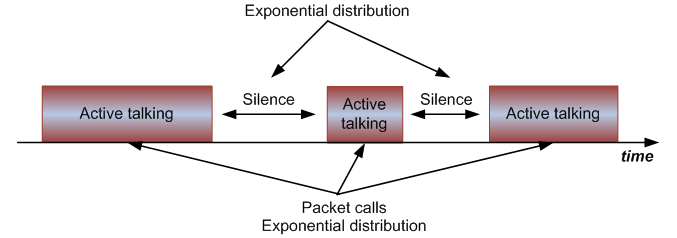 Exponential distribution
Active talking
Silence
Active
talking
Silence
Active talking
time
Packet calls
Exponential distribution